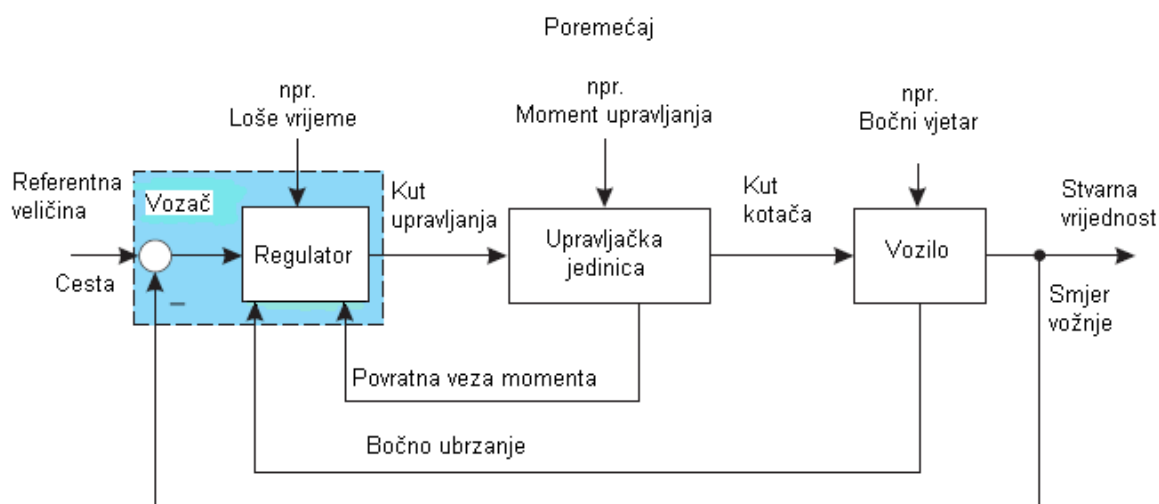 Poremećaj
npr.
Loše vrijeme
npr.
Moment upravljanja
npr.
Bočni vjetar
Referentna
veličina
Vozač
Kut
upravljanja
Kut
kotača
Stvarna
vrijednost
Regulator
Upravljačka
jedinica
Vozilo
Cesta
–
Smjer
vožnje
Povratna veza momenta
Bočno ubrzanje